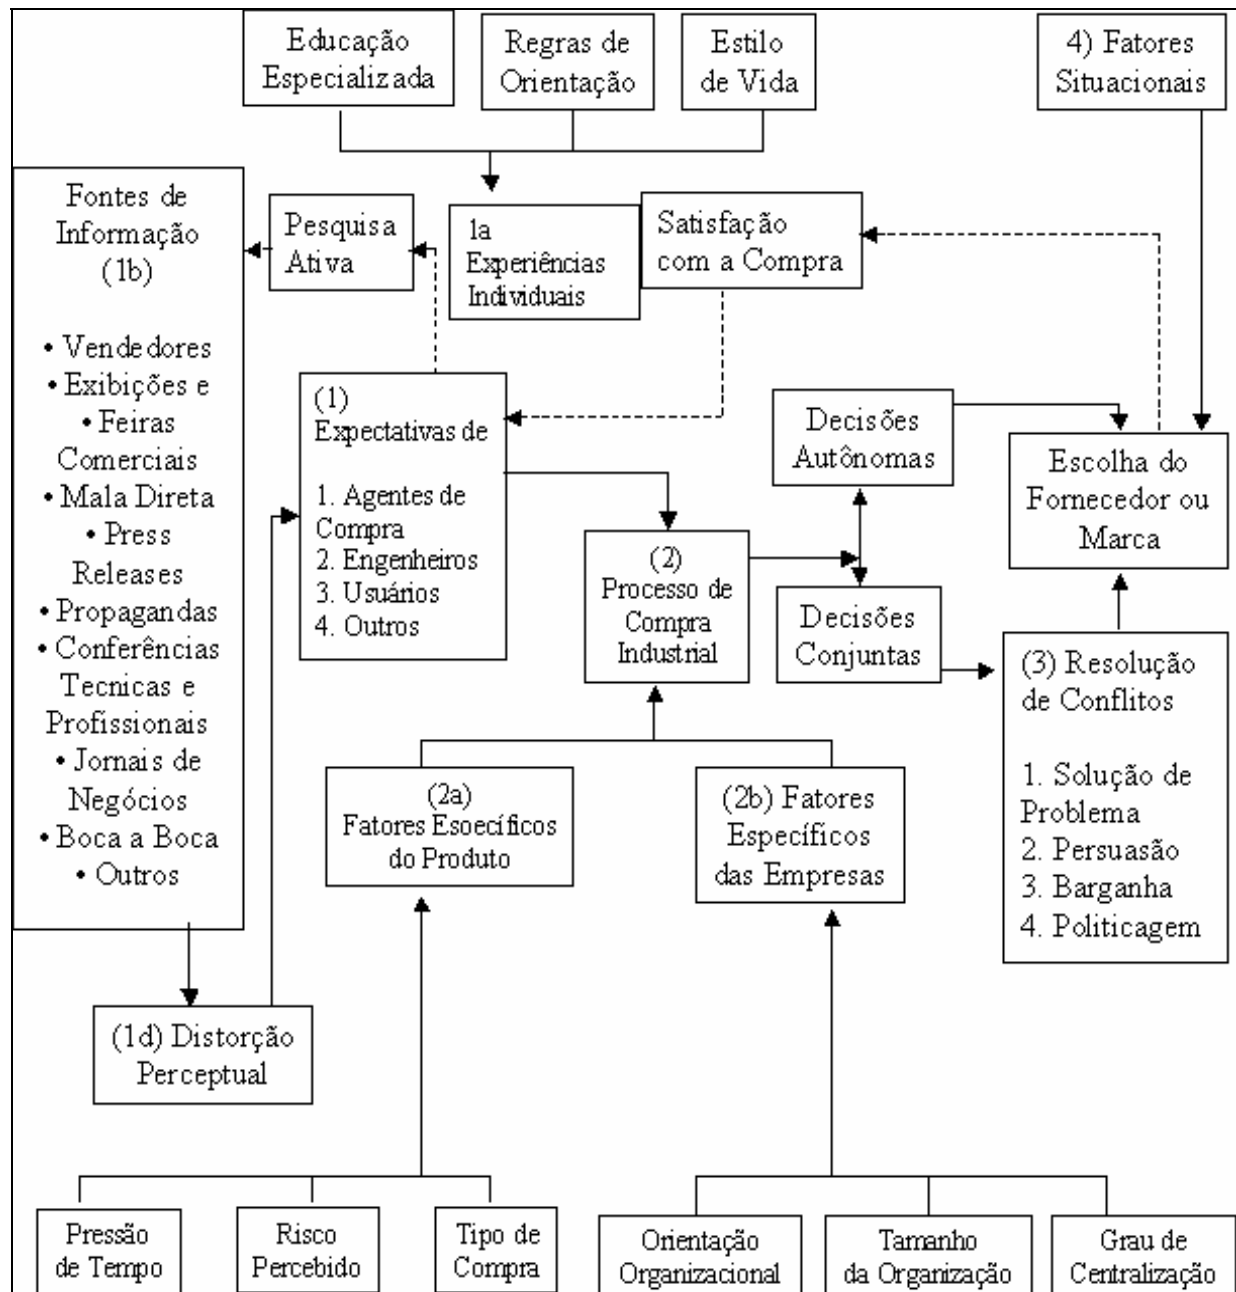 Educação
Especializada
Regras de
Orientação
Estilo
de Vida
4) Fatores
Situacionais
Fontes de
Informação
(1b)
• Vendedores
• Exibições e
• Feiras
Comerciais
• Mala Direta
• Press
Releases
• Propagandas
• Conferências
Tecnicas e
Profissionais
• Jornais de
Negócios
• Boca a Boca
• Outros
Pesquisa
Ativa
1a
Experiências
Individuais
Satisfação
com a Compra
(1)
Expectativas de
1. Agentes de
Compra
2. Engenheiros
3. Usuários
4. Outros
Decisões
Autônomas
Escolha do
Fornecedor ou
Marca
(2)
Processo de
Compra
Industrial
Decisões
Conjuntas
(3) Resolução
de Conflitos
1. Solução de
Problema
2. Persuasão
3. Barganha
4. Politicagem
(2a)
Fatores Esoecíficos
do Produto
(2b) Fatores
Específicos
das Empresas
(1d) Distorção
Perceptual
Pressão
de Tempo
Risco
Percebido
Tipo de
Compra
Orientação
Organizacional
Tamanho
da Organização
Grau de
Centralização